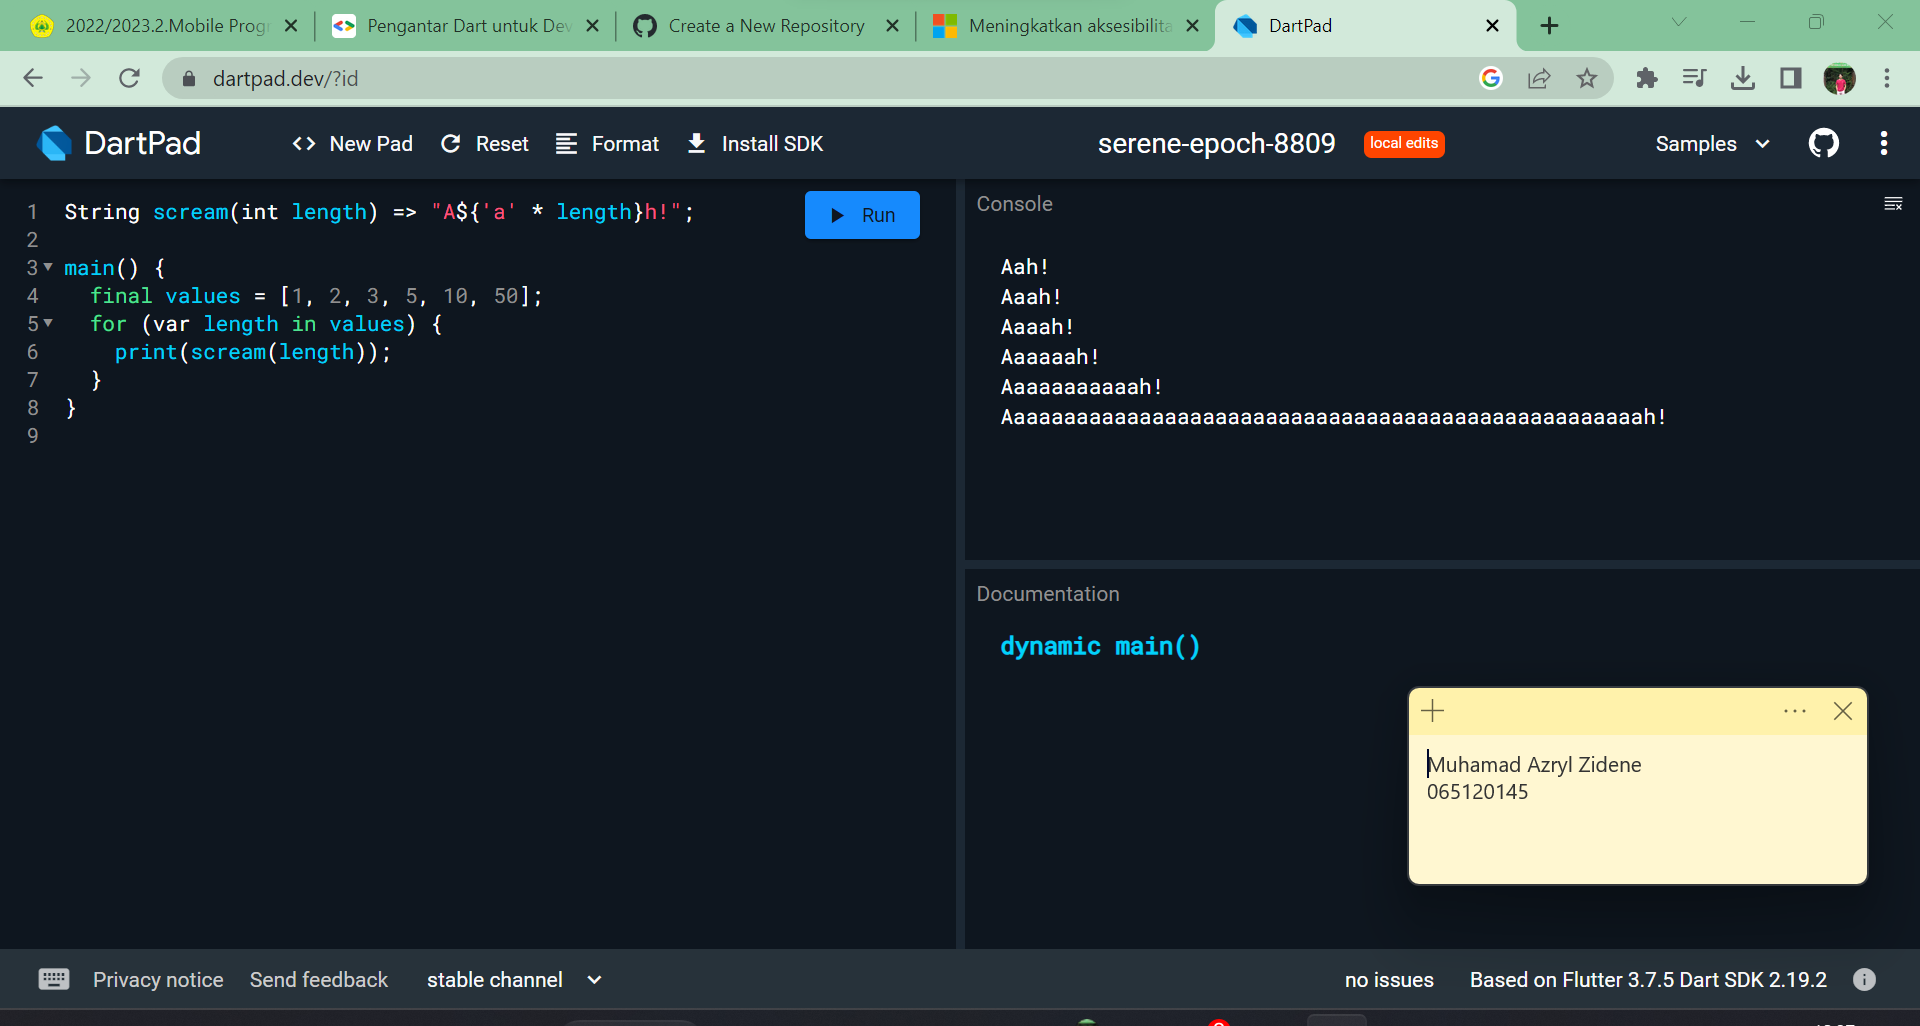 2022/2023.2.Mobile Progr
Pengantar Dart untuk Dev
Create a New Repository
Meningkatkan aksesibilita
DartPad
dartpad.dev/?id
DartPad
New Pad
Reset
Format
Install SDK
serene-epoch-8809
local edits
Samples
1 String scream(int length) => "A${'a' * length}h!";
2
3 main() {
4 final values = [1, 2, 3, 5, 10, 50];
5 for (var length in values) {
6 print(scream(length));
7 }
8 }
9
Run
Console
Aah!
Aaah!
Aaaah!
Aaaaaah!
Aaaaaaaaaaah!
Aaaaaaaaaaaaaaaaaaaaaaaaaaaaaaaaaaaaaaaaaaaaaaaaaaah!
Documentation
dynamic main()
Muhamad Azryl Zidene
065120145
Privacy notice
Send feedback
stable channel
no issues
Based on Flutter 3.7.5 Dart SDK 2.19.2